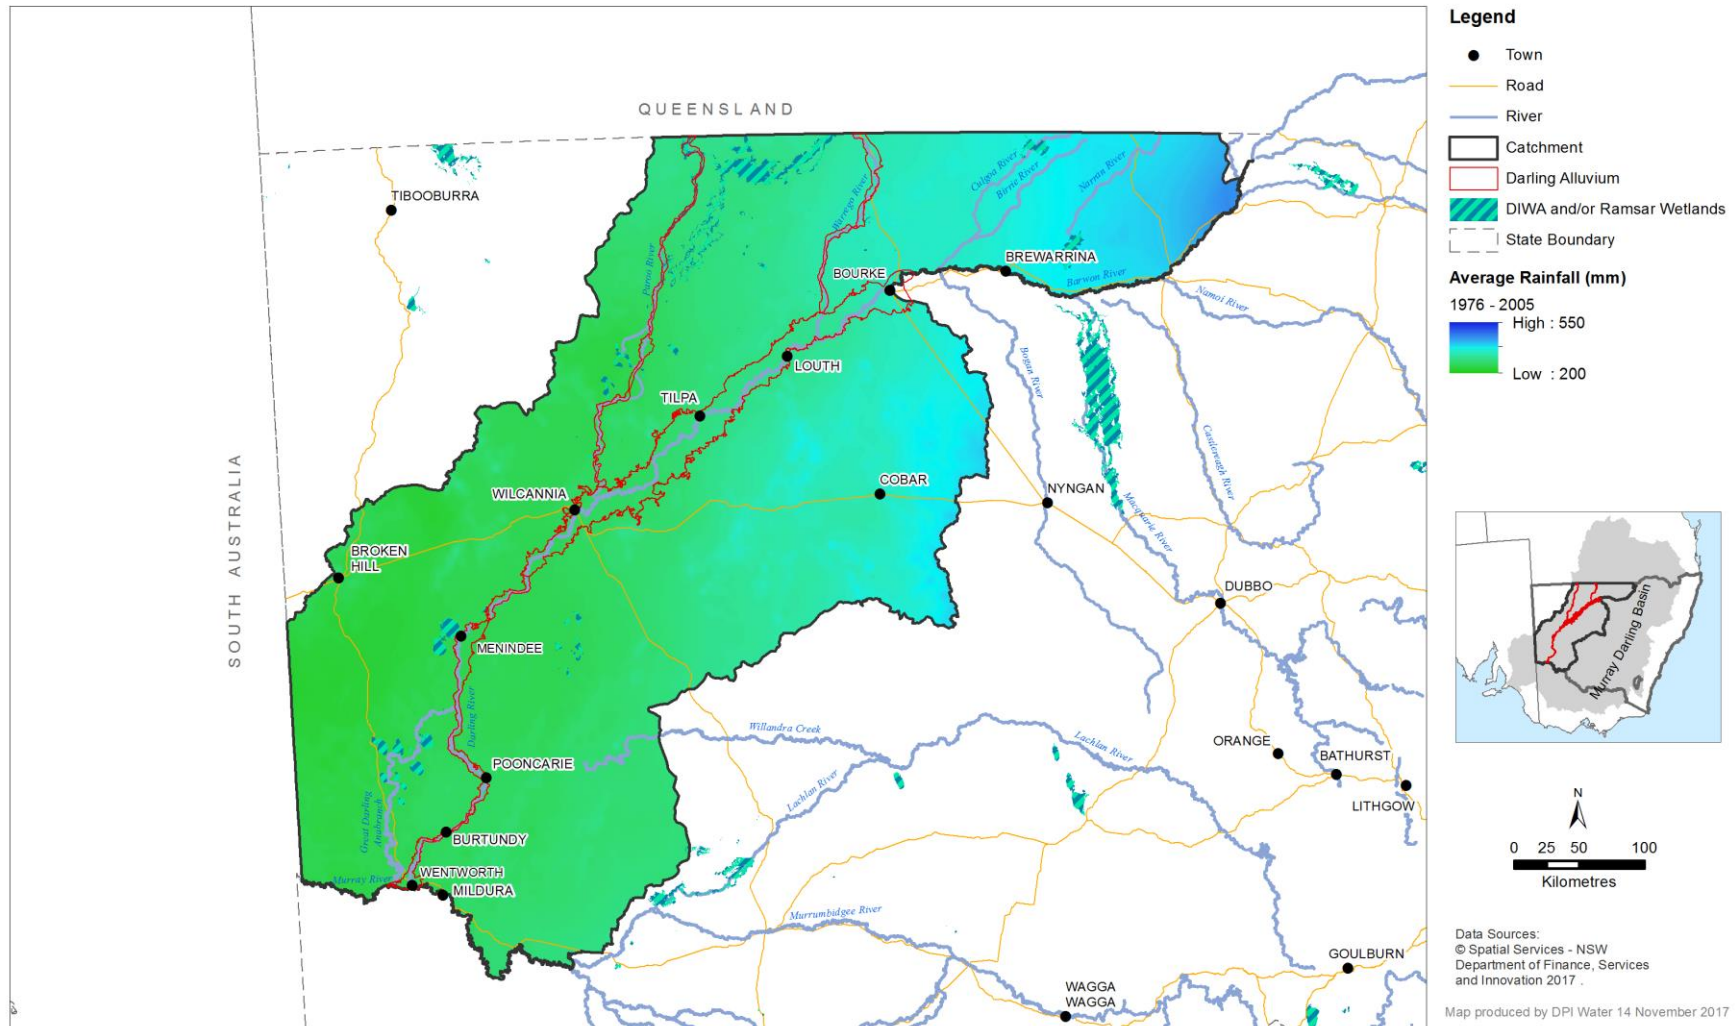 QUEENSLAND
TIBOOBURRA
Culgoa River
Birrie River
Narran River
Warrego River
Paroo River
BOURKE
BREWARRINA
Barwon River
Namoi River
LOUTH
Bogan River
TILPA
Castlereagh River
SOUTH AUSTRALIA
WILCANNIA
COBAR
NYNGAN
Macquarie River
BROKEN
HILL
DUBBO
MENINDEE
Darling River
Willandra Creek
Lachlan River
ORANGE
BATHURST
POONCARIE
Lachlan River
LITHGOW
Great Darling
Anabranch
BURTUNDY
Murray River
WENTWORTH
MILDURA
Murrumbidgee River
GOULBURN
WAGGA
WAGGA
Legend
Town
Road
River
Catchment
Darling Alluvium
DIWA and/or Ramsar Wetlands
State Boundary
Average Rainfall (mm)
1976 - 2005
High : 550
Low : 200
Murray Darling Basin
N
0 25 50 100
Kilometres
Data Sources:
© Spatial Services - NSW
Department of Finance, Services
and Innovation 2017 .
Map produced by DPI Water 14 November 2017